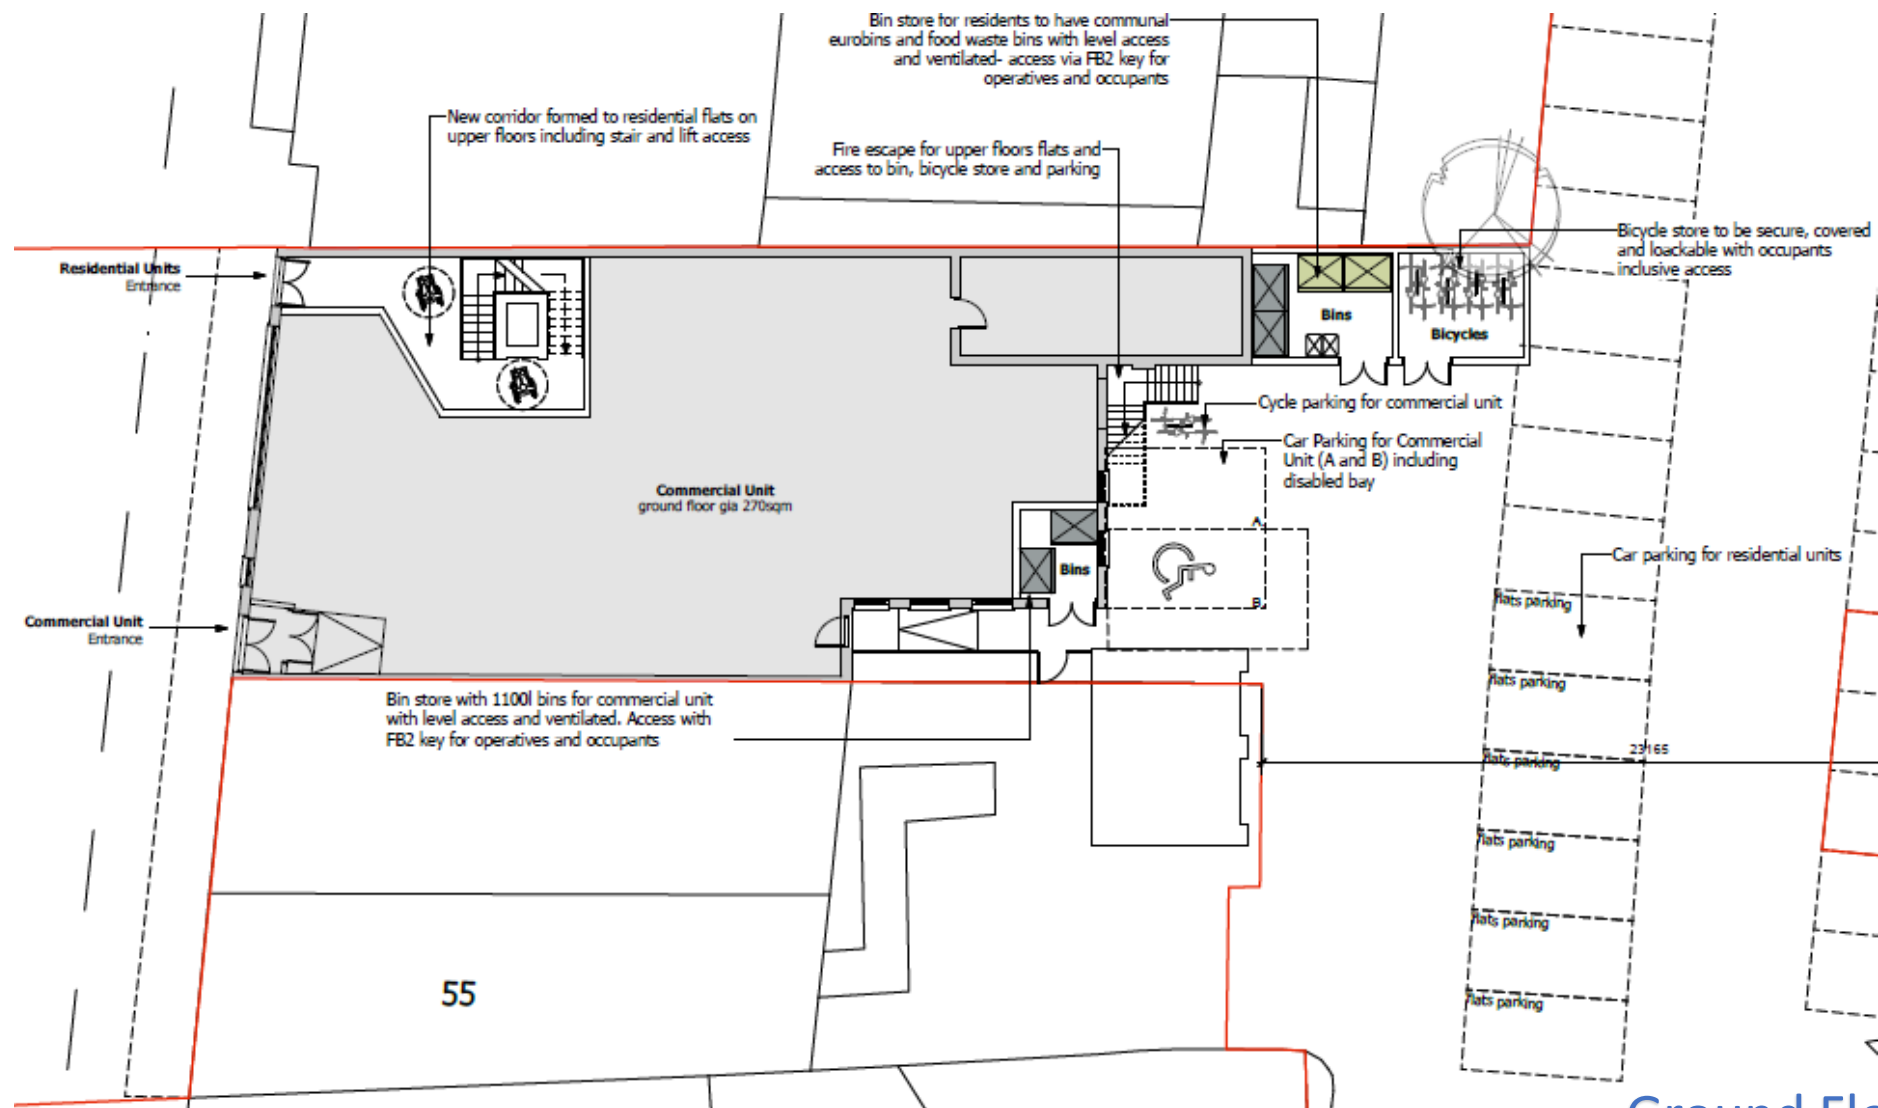 Bin store for residents to have communal
eurobins and food waste bins with level access
and ventilated- access via FB2 key for
operatives and occupants
New corridor formed to residential flats on
upper floors including stair and lift access
Fire escape for upper floors flats and
access to bin, bicycle store and parking
Bicycle store to be secure, covered
and loackable with occupants
inclusive access
Residential Units
Entrance
Bins
Bicycles
Cycle parking for commercial unit
Car Parking for Commercial
Unit (A and B) including
disabled bay
Commercial Unit
ground floor gia 270sqm
A
Car parking for residential units
Bins
B
flats parking
Commercial Unit
Entrance
flats parking
Bin store with 1100l bins for commercial unit
with level access and ventilated. Access with
FB2 key for operatives and occupants
23165
flats parking
flats parking
flats parking
55
flats parking
Ground